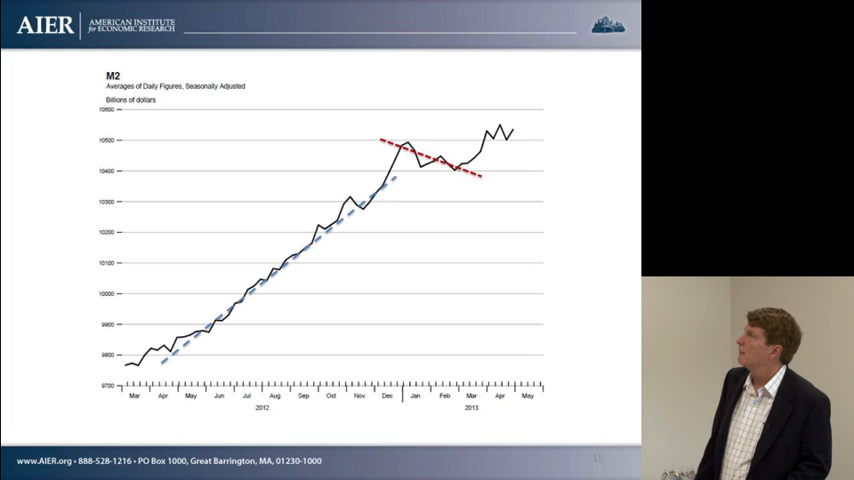 AIER
AMERICAN INSTITUTE
for ECONOMIC RESEARCH
M2
Averages of Daily Figures, Seasonally Adjusted
Billions of dollars
10600
10500
10400
10300
10200
10100
10000
9900
9800
9700
Mar Apr May Jun Jul Aug Sep Oct Nov Dec Jan Feb Mar Apr May
2012 2013
www.AIER.org • 888-528-1216 • PO Box 1000, Great Barrington, MA, 01230-1000
15